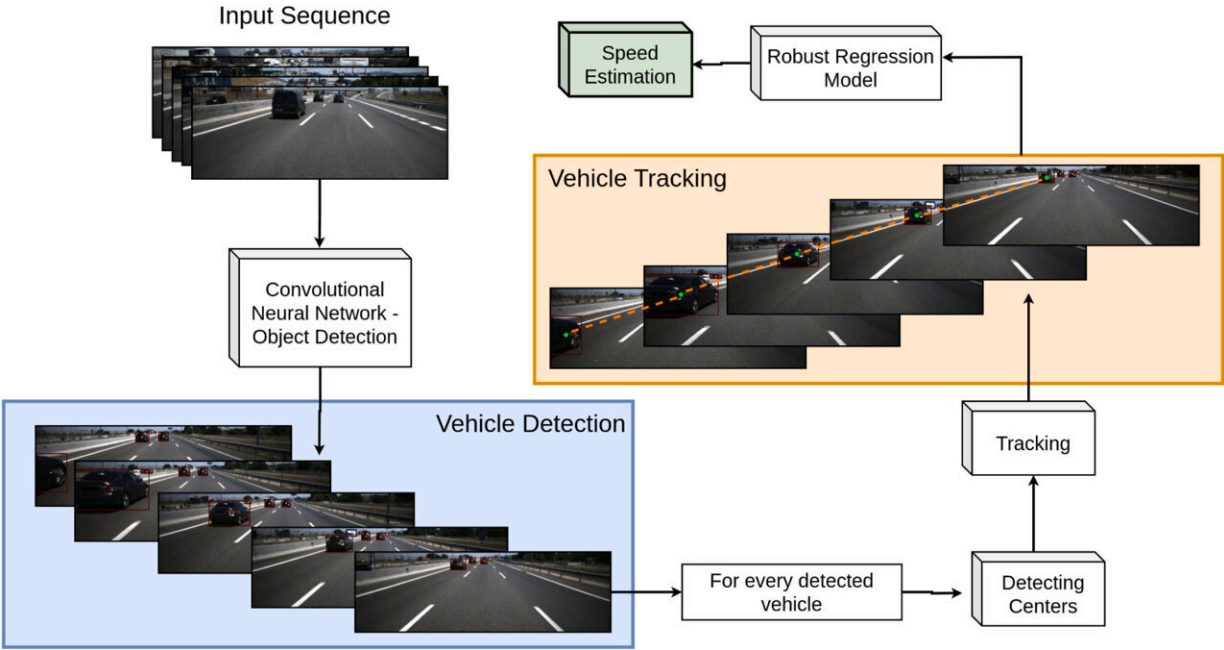 Input Sequence
Convolutional
Neural Network -
Object Detection
Vehicle Detection
For every detected
vehicle
Detecting
Centers
Tracking
Vehicle Tracking
Robust Regression
Model
Speed
Estimation